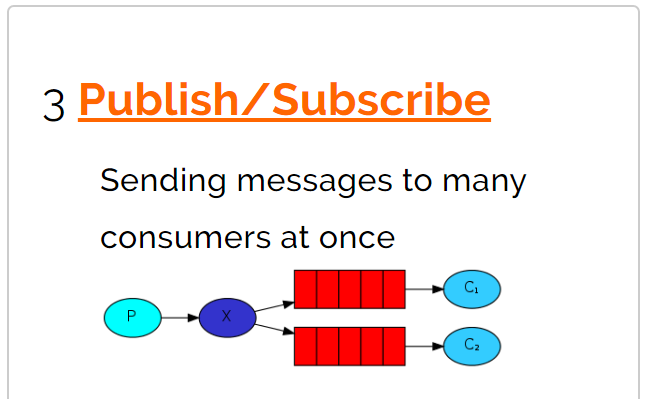 3 Publish/Subscribe
Sending messages to many
consumers at once
P
X
C₁
C₂